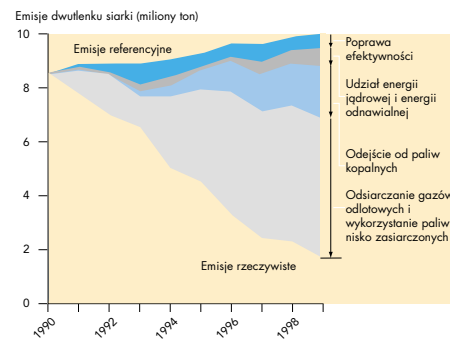 Emisje dwutlenku siarki (miliony ton)
10
8
6
4
2
0
Emisje referencyjne
Emisje rzeczywiste
Poprawa
efektywności
Udział energii
jądrowej i energii
odnawialnej
Odejście od paliw
kopalnych
Odsiarczanie gazów
odlotowych i
wykorzystanie paliw
nisko zasiarczonych
1990
1992
1994
1996
1998